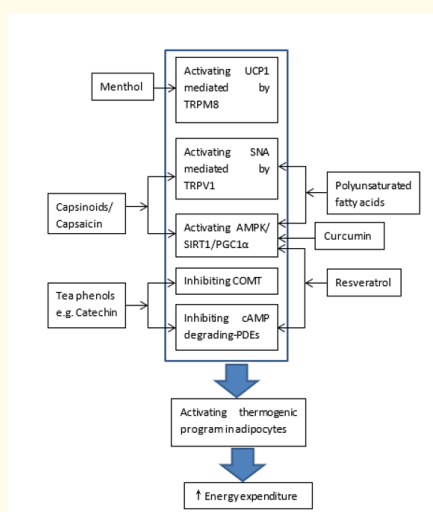 Menthol
Activating UCP1
mediated by
TRPM8
Activating SNA
mediated by
TRPV1
Polyunsaturated
fatty acids
Capsinoids/
Capsaicin
Activating AMPK/
SIRT1/PGC1α
Curcumin
Tea phenols
e.g. Catechin
Inhibiting COMT
Resveratrol
Inhibiting cAMP
degrading-PDEs
Activating thermogenic
program in adipocytes
↑ Energy expenditure